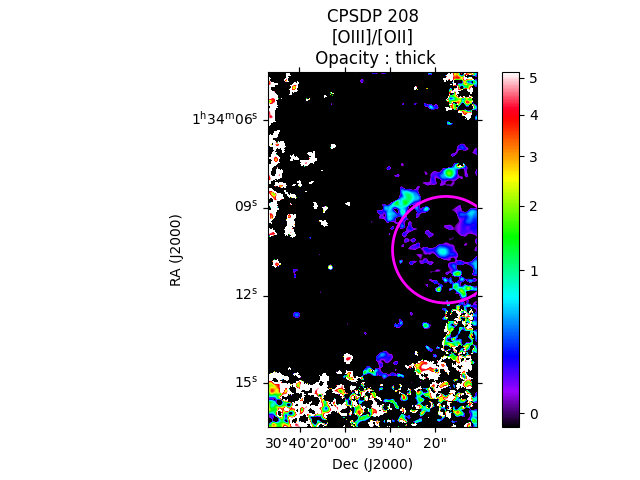 CPSDP 208
[OIII]/[OII]
Opacity : thick
5
4
3
2
1
0
1ʰ34ᵐ06ˢ
09ˢ
12ˢ
15ˢ
RA (J2000)
30°40'20"00" 39'40" 20"
Dec (J2000)